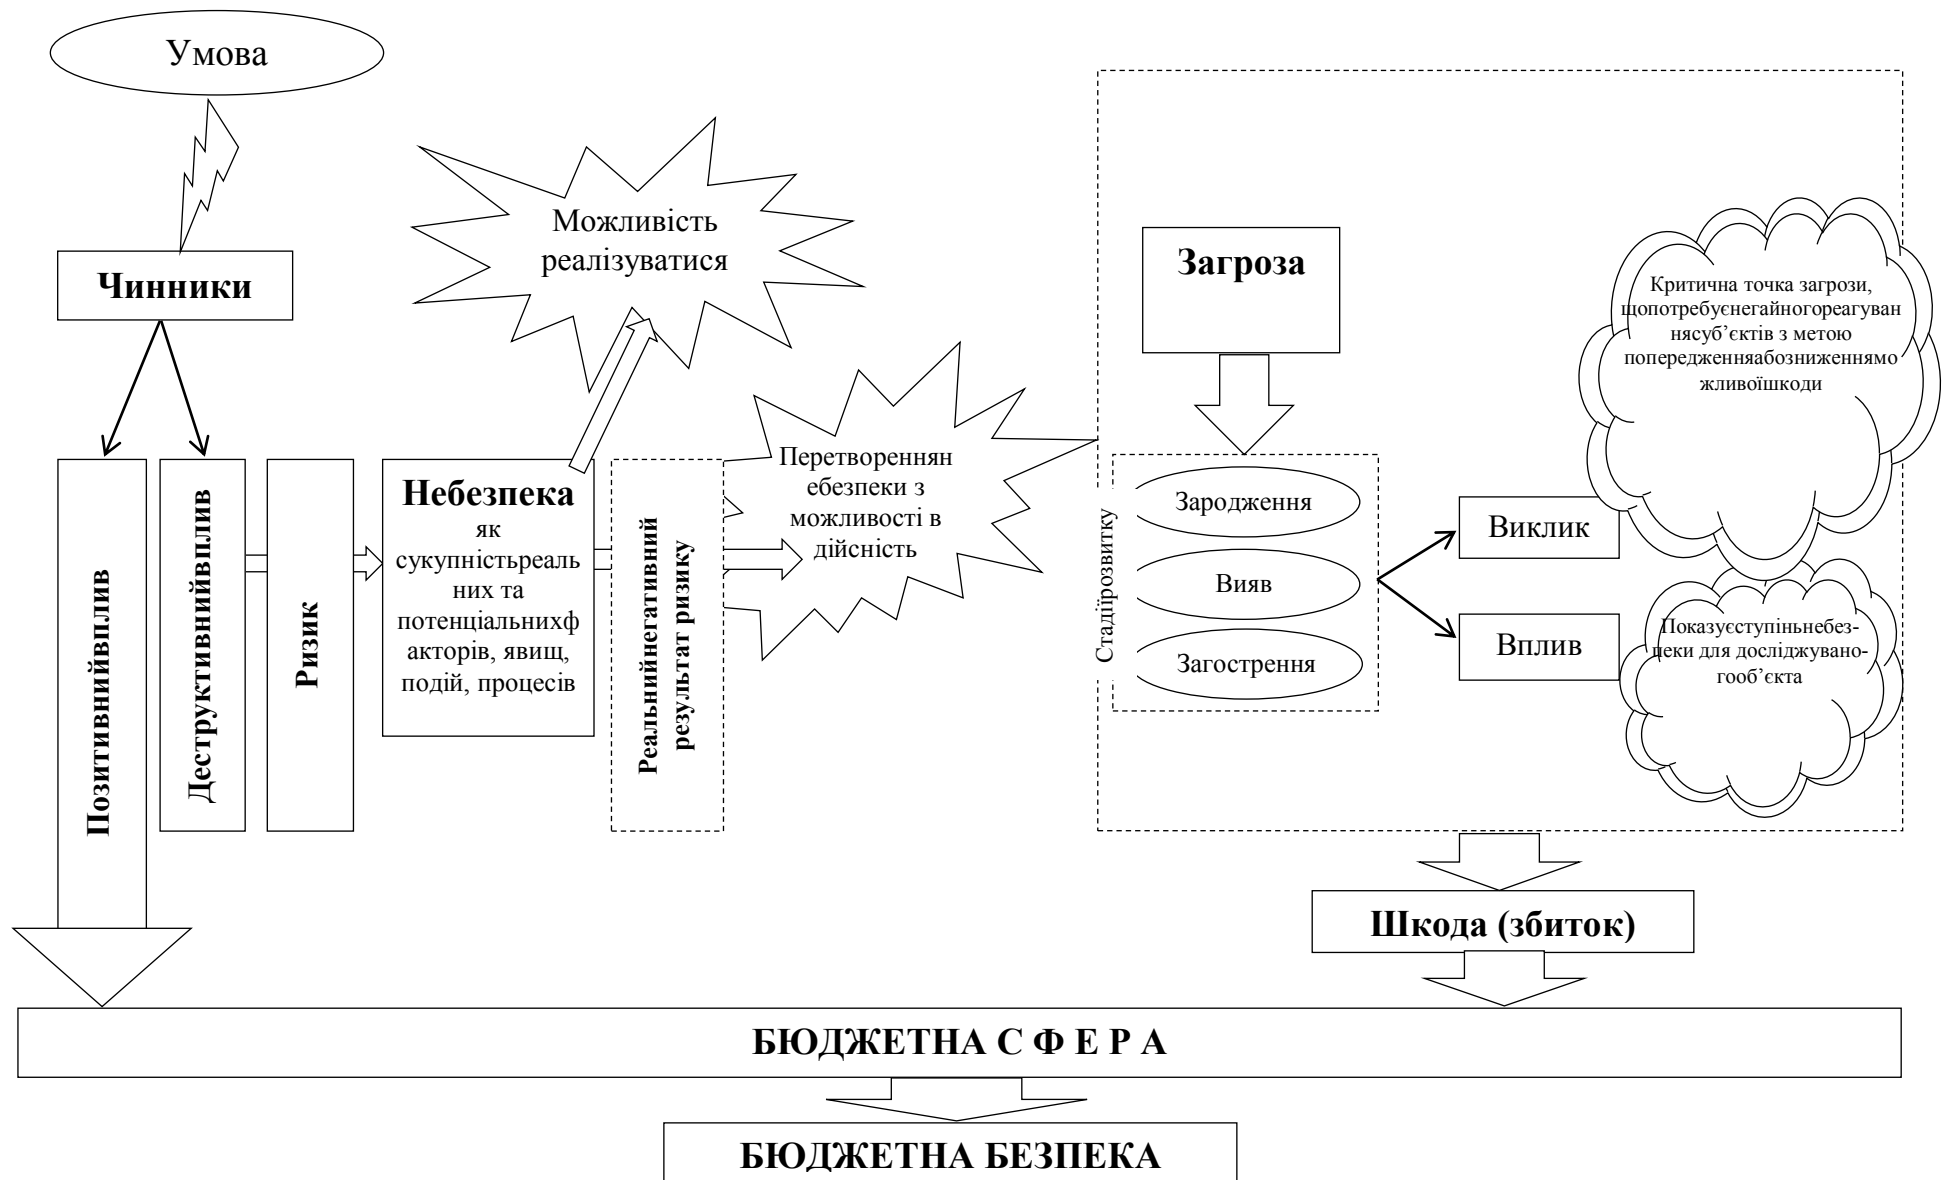 Умова
Чинники
Позитивнийвплив
Деструктивнийвплив
Ризик
Небезпека
як
сукупністьреаль
них та
потенціальнихф
акторів, явищ,
подій, процесів
Можливість
реалізуватися
Реальнийнегативний
результат ризику
Перетвореннян
ебезпеки з
можливості в
дійсність
Загроза
Стадіїрозвитку
Зародження
Вияв
Загострення
Виклик
Вплив
Критична точка загрози,
щопотребуєнегайногореагуван
нясуб’єктів з метою
попередженняабозниженнямо
жливоїшкоди
Показуєступіньнебез-
пеки для досліджувано-
гооб’єкта
Шкода (збиток)
БЮДЖЕТНА С Ф Е Р А
БЮДЖЕТНА БЕЗПЕКА